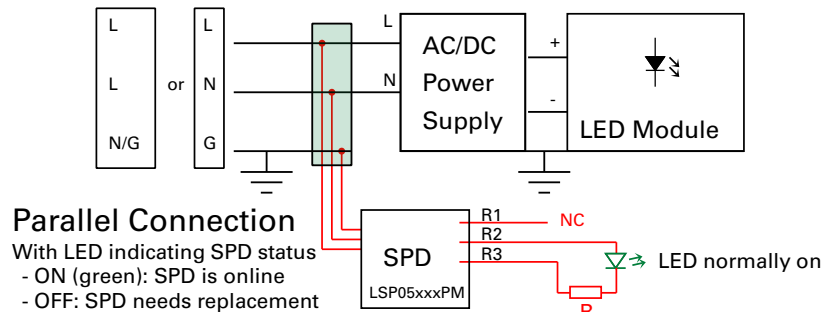 L
L
N/G
or
L
N
G
L
N
AC/DC
Power
Supply
+
-
LED Module
Parallel Connection
With LED indicating SPD status
- ON (green): SPD is online
- OFF: SPD needs replacement
SPD
LSP05xxxPM
R1
R2
R3
NC
LED normally on
R